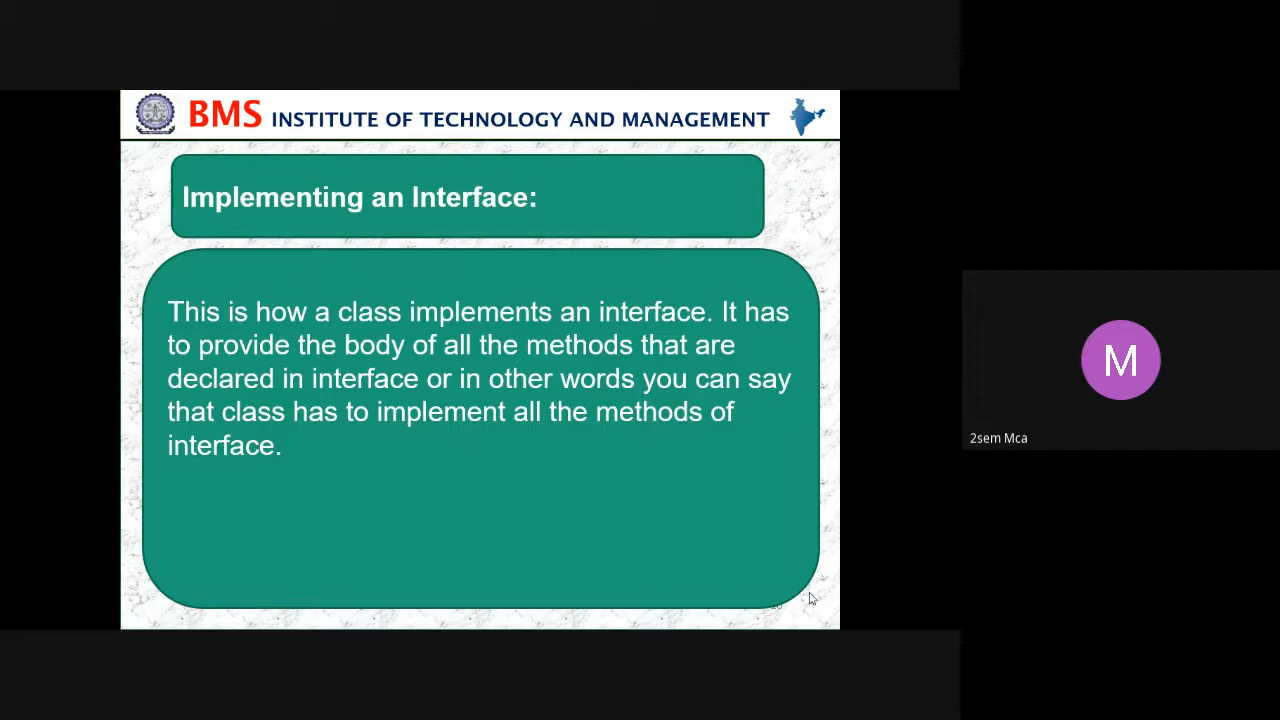 BMS INSTITUTE OF TECHNOLOGY AND MANAGEMENT
Implementing an Interface:
This is how a class implements an interface. It has
to provide the body of all the methods that are
declared in interface or in other words you can say
that class has to implement all the methods of
interface.
M
2sem Mca